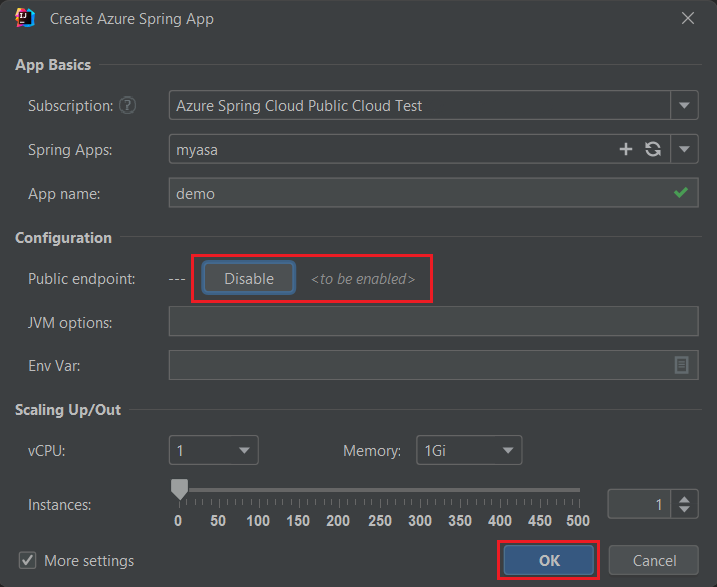 Create Azure Spring App
App Basics
Subscription: ? Azure Spring Cloud Public Cloud Test
Spring Apps: myasa
App name: demo
Configuration
Public endpoint: --- Disable <to be enabled>
JVM options:
Env Var:
Scaling Up/Out
vCPU: 1 Memory: 1Gi
Instances: 1
0 50 100 150 200 250 300 350 400 450 500
More settings OK Cancel